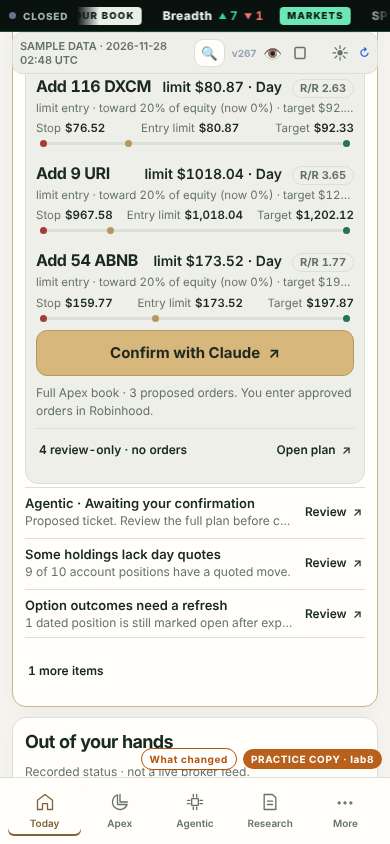 CLOSED
UR BOOK
Breadth ▲ 7 ▼ 1
MARKETS
SP
SAMPLE DATA · 2026-11-28
02:48 UTC
v267
Add 116 DXCM limit $80.87 · Day R/R 2.63
limit entry · toward 20% of equity (now 0%) · target $92....
Stop $76.52 Entry limit $80.87 Target $92.33
Add 9 URI limit $1018.04 · Day R/R 3.65
limit entry · toward 20% of equity (now 0%) · target $12...
Stop $967.58 Entry limit $1,018.04 Target $1,202.12
Add 54 ABNB limit $173.52 · Day R/R 1.77
limit entry · toward 20% of equity (now 0%) · target $19...
Stop $159.77 Entry limit $173.52 Target $197.87
Confirm with Claude ↗
Full Apex book · 3 proposed orders. You enter approved
orders in Robinhood.
4 review-only · no orders Open plan ↗
Agentic · Awaiting your confirmation
Proposed ticket. Review the full plan before c...
Review ↗
Some holdings lack day quotes
9 of 10 account positions have a quoted move.
Review ↗
Option outcomes need a refresh
1 dated position is still marked open after exp...
Review ↗
1 more items
Out of your hands
What changed
PRACTICE COPY · lab8
Recorded status · not a live broker feed.
Today
Apex
Agentic
Research
More